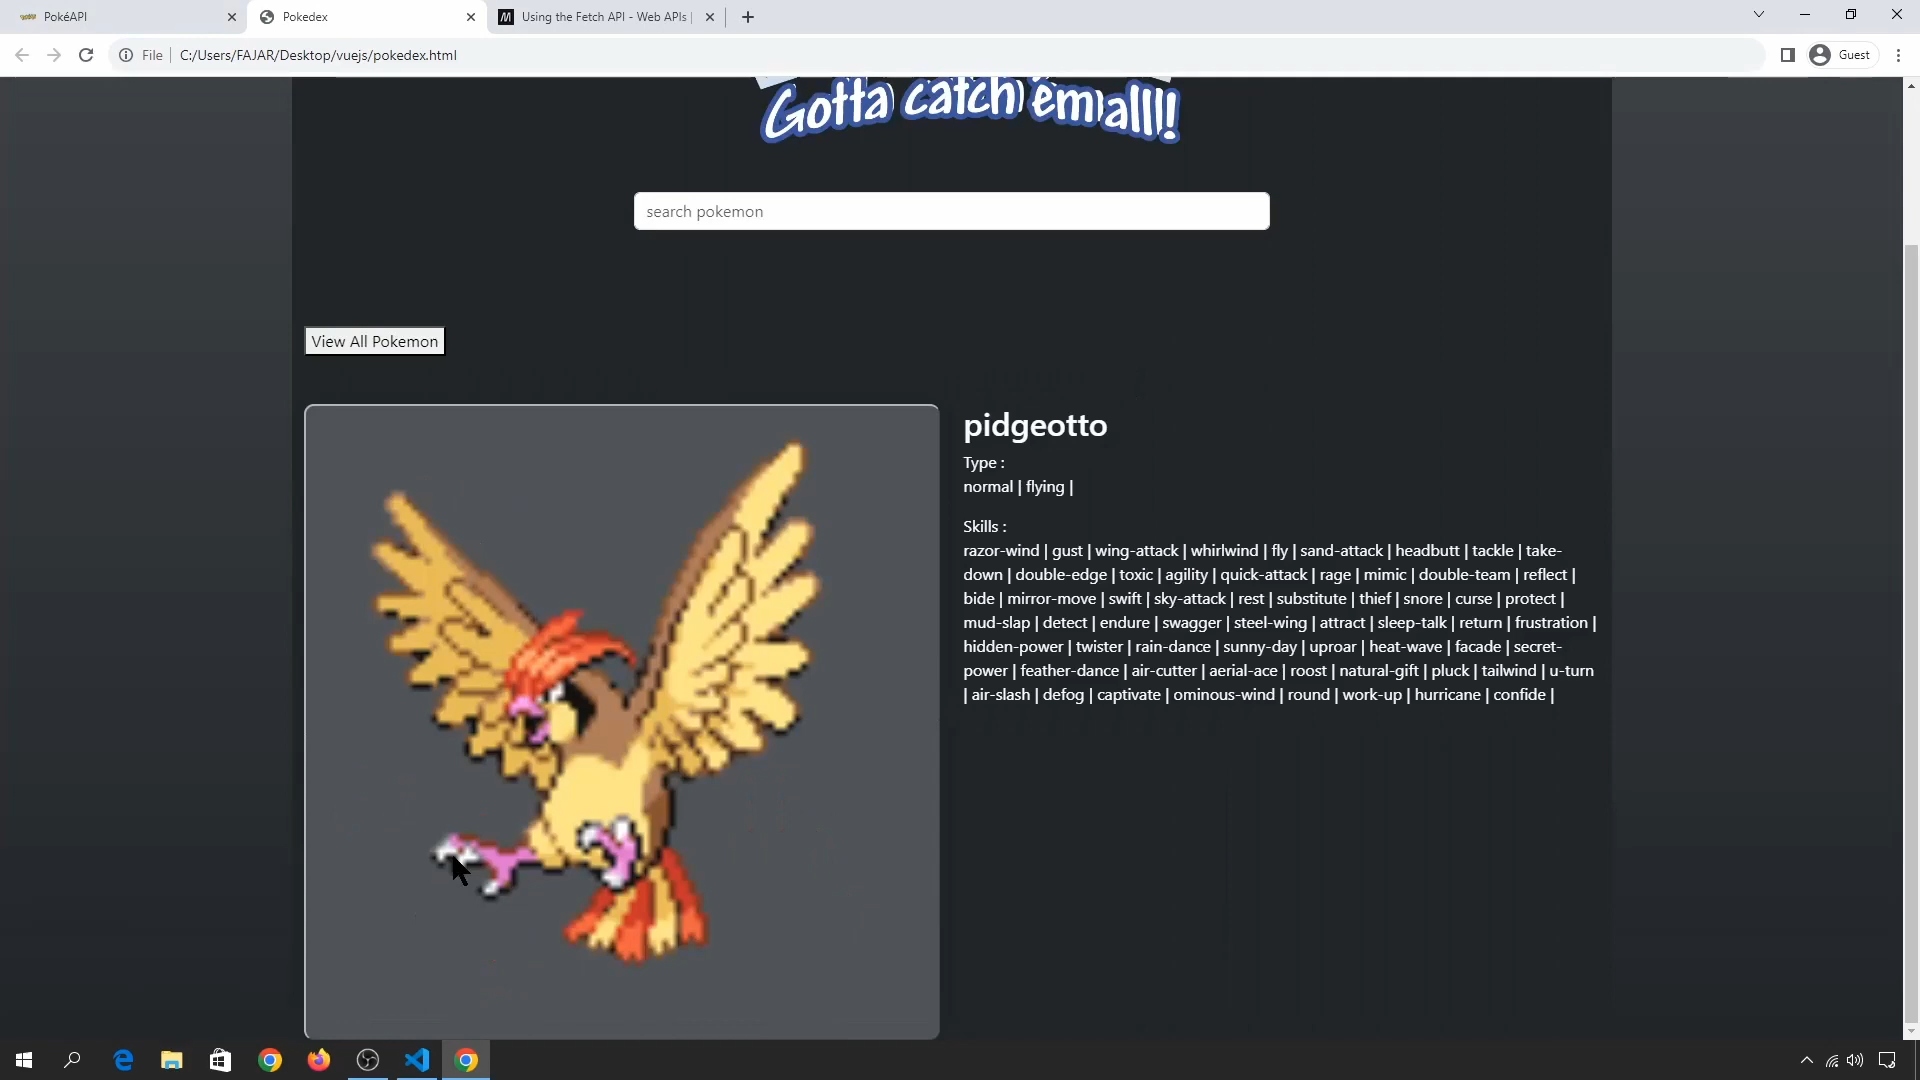 PokéAPI
Pokedex
Using the Fetch API - Web APIs |
File
C:/Users/FAJAR/Desktop/vuejs/pokedex.html
Guest
Gotta catch 'em all!!
search pokemon
View All Pokemon
pidgeotto
Type :
normal | flying |
Skills :
razor-wind | gust | wing-attack | whirlwind | fly | sand-attack | headbutt | tackle | take-
down | double-edge | toxic | agility | quick-attack | rage | mimic | double-team | reflect |
bide | mirror-move | swift | sky-attack | rest | substitute | thief | snore | curse | protect |
mud-slap | detect | endure | swagger | steel-wing | attract | sleep-talk | return | frustration |
hidden-power | twister | rain-dance | sunny-day | uproar | heat-wave | facade | secret-
power | feather-dance | air-cutter | aerial-ace | roost | natural-gift | pluck | tailwind | u-turn
| air-slash | defog | captivate | ominous-wind | round | work-up | hurricane | confide |